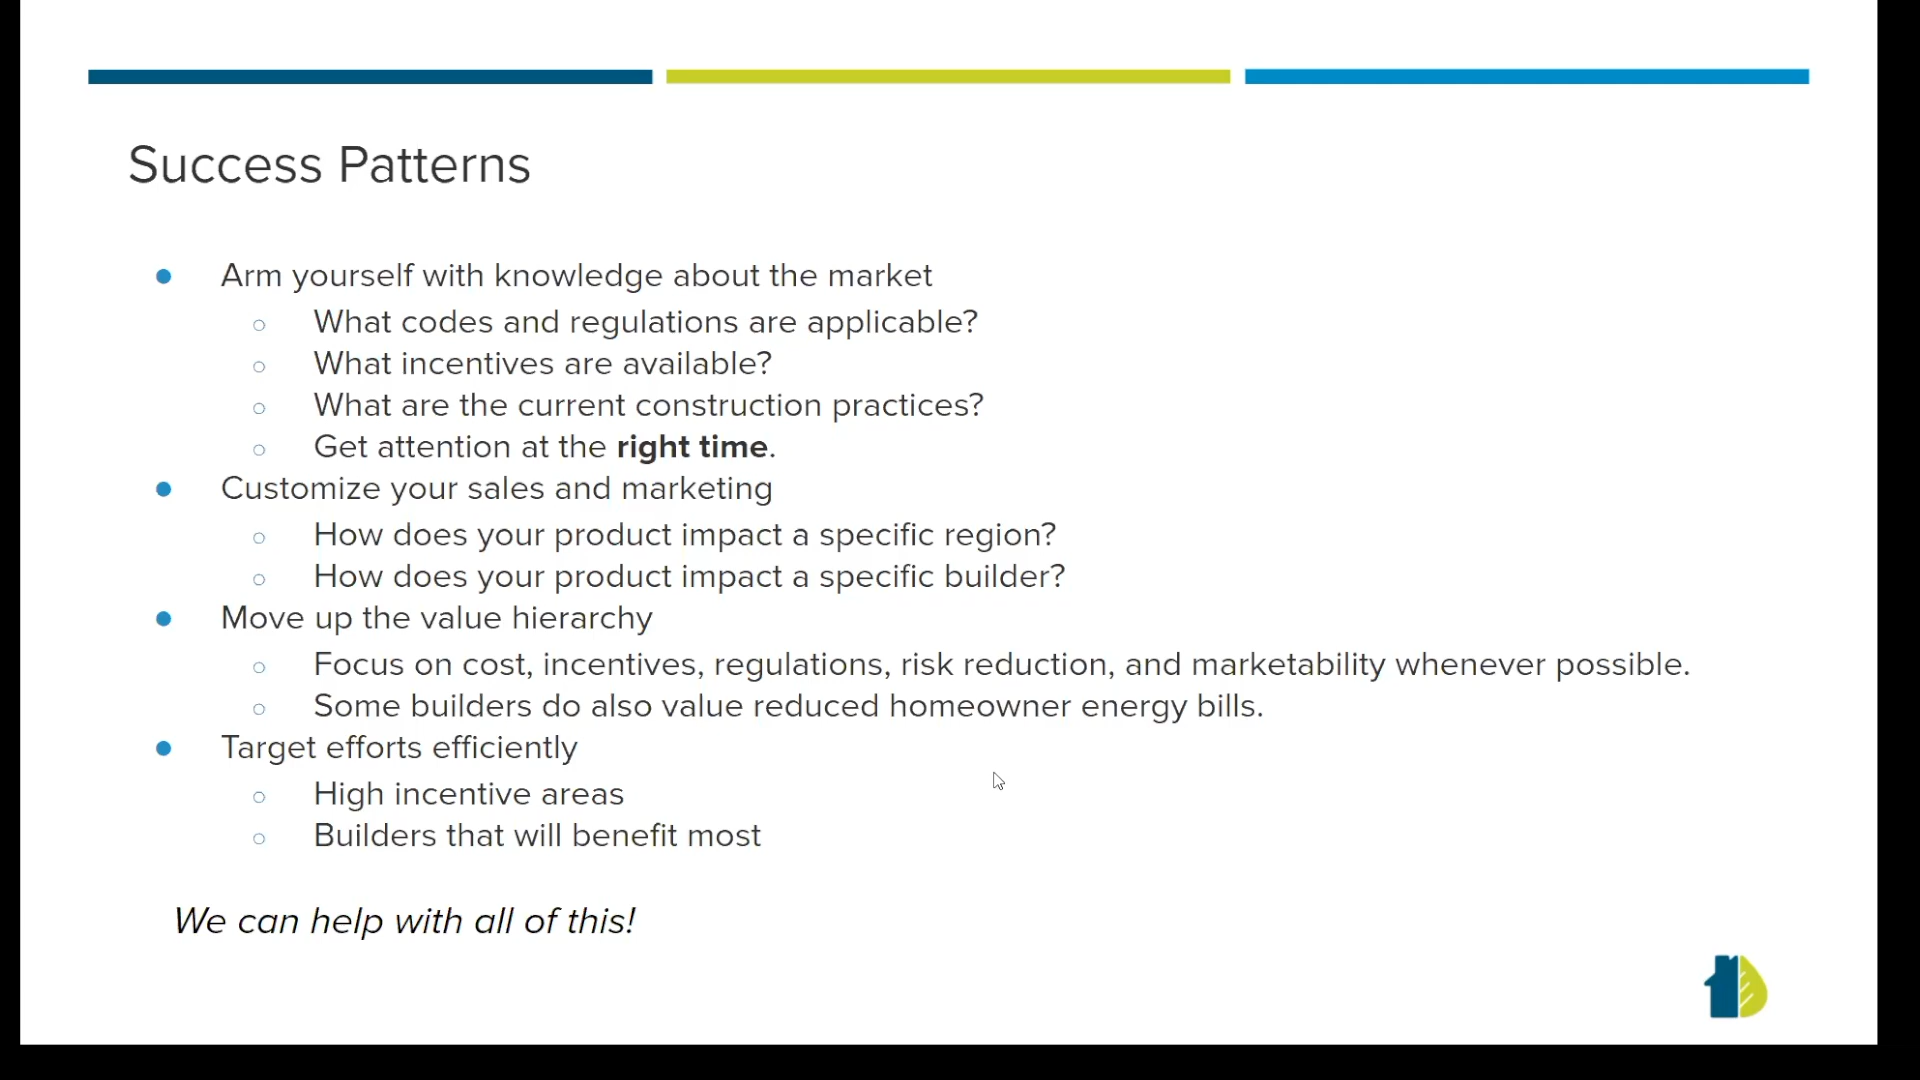 Success Patterns
● Arm yourself with knowledge about the market
○ What codes and regulations are applicable?
○ What incentives are available?
○ What are the current construction practices?
○ Get attention at the right time.
● Customize your sales and marketing
○ How does your product impact a specific region?
○ How does your product impact a specific builder?
● Move up the value hierarchy
○ Focus on cost, incentives, regulations, risk reduction, and marketability whenever possible.
○ Some builders do also value reduced homeowner energy bills.
● Target efforts efficiently
○ High incentive areas
○ Builders that will benefit most
We can help with all of this!